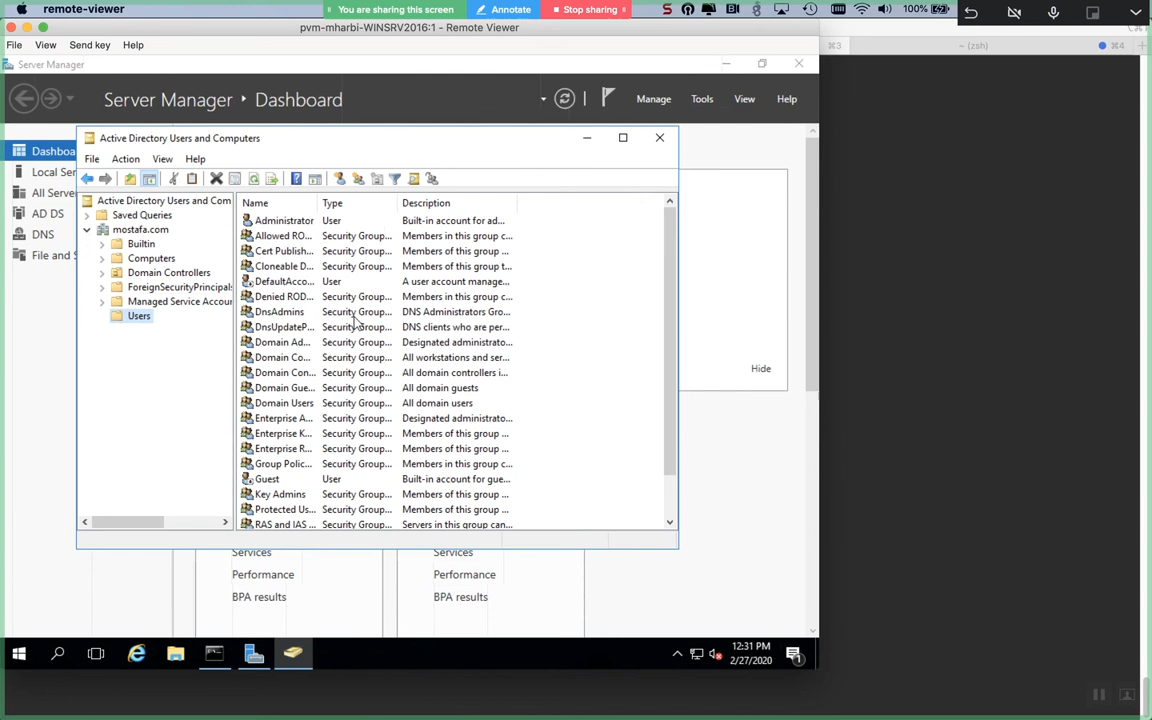 remote-viewer
You are sharing this screen
Annotate
Stop sharing
100%
pvm-mharbi-WINSRV2016:1 - Remote Viewer
File View Send key Help
⌘3
~ (zsh)
⌘4
Server Manager
Server Manager • Dashboard
Manage Tools View Help
Dashboa
Local Ser
All Serve
AD DS
DNS
File and S
Active Directory Users and Computers
File Action View Help
Active Directory Users and Com
Saved Queries
mostafa.com
Builtin
Computers
Domain Controllers
ForeignSecurityPrincipals
Managed Service Accour
Users
Name Type Description
Administrator User Built-in account for ad...
Allowed RO... Security Group... Members in this group c...
Cert Publish... Security Group... Members of this group ...
Cloneable D... Security Group... Members of this group t...
DefaultAcco... User A user account manage...
Denied ROD... Security Group... Members in this group c...
DnsAdmins Security Group... DNS Administrators Gro...
DnsUpdateP... Security Group... DNS clients who are per...
Domain Ad... Security Group... Designated administrato...
Domain Co... Security Group... All workstations and ser...
Domain Con... Security Group... All domain controllers i...
Domain Gue... Security Group... All domain guests
Domain Users Security Group... All domain users
Enterprise A... Security Group... Designated administrato...
Enterprise K... Security Group... Members of this group ...
Enterprise R... Security Group... Members of this group ...
Group Polic... Security Group... Members in this group c...
Guest User Built-in account for gue...
Key Admins Security Group... Members of this group ...
Protected Us... Security Group... Members of this group ...
RAS and IAS ... Security Group... Servers in this group can...
Hide
Services Services
Performance Performance
BPA results BPA results
12:31 PM
2/27/2020
1